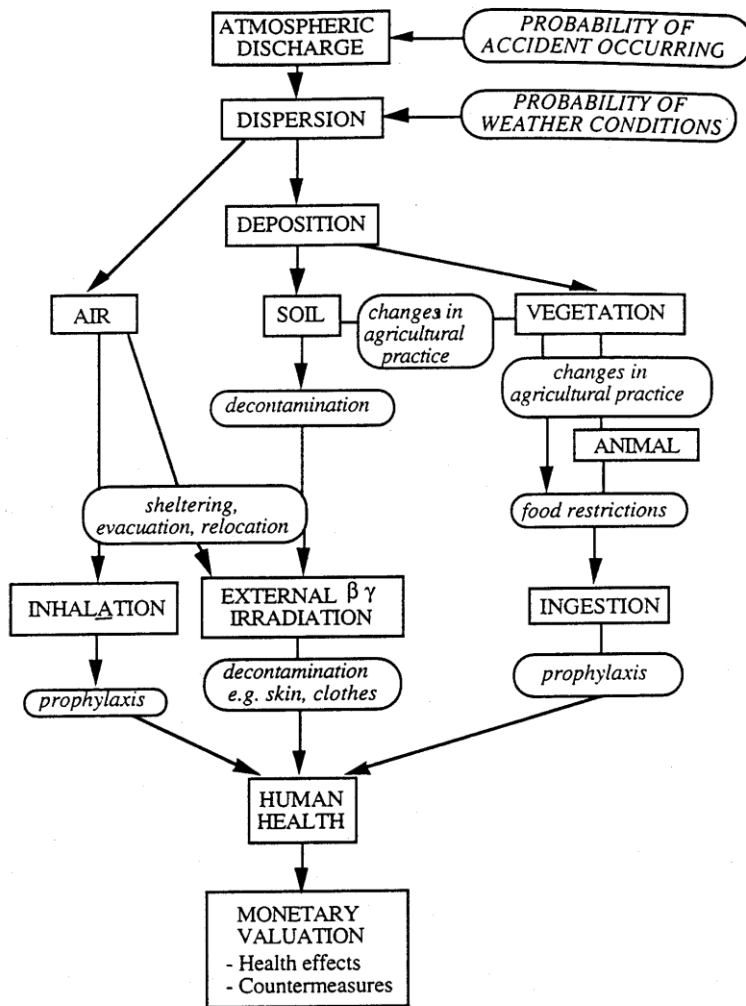 ATMOSPHERIC
DISCHARGE
PROBABILITY OF
ACCIDENT OCCURRING
DISPERSION
PROBABILITY OF
WEATHER CONDITIONS
DEPOSITION
AIR
SOIL
changes in
agricultural
practice
VEGETATION
changes in
agricultural practice
decontamination
ANIMAL
sheltering,
evacuation, relocation
food restrictions
INHALATION
EXTERNAL β γ
IRRADIATION
INGESTION
prophylaxis
decontamination
e.g. skin, clothes
prophylaxis
HUMAN
HEALTH
MONETARY
VALUATION
- Health effects
- Countermeasures